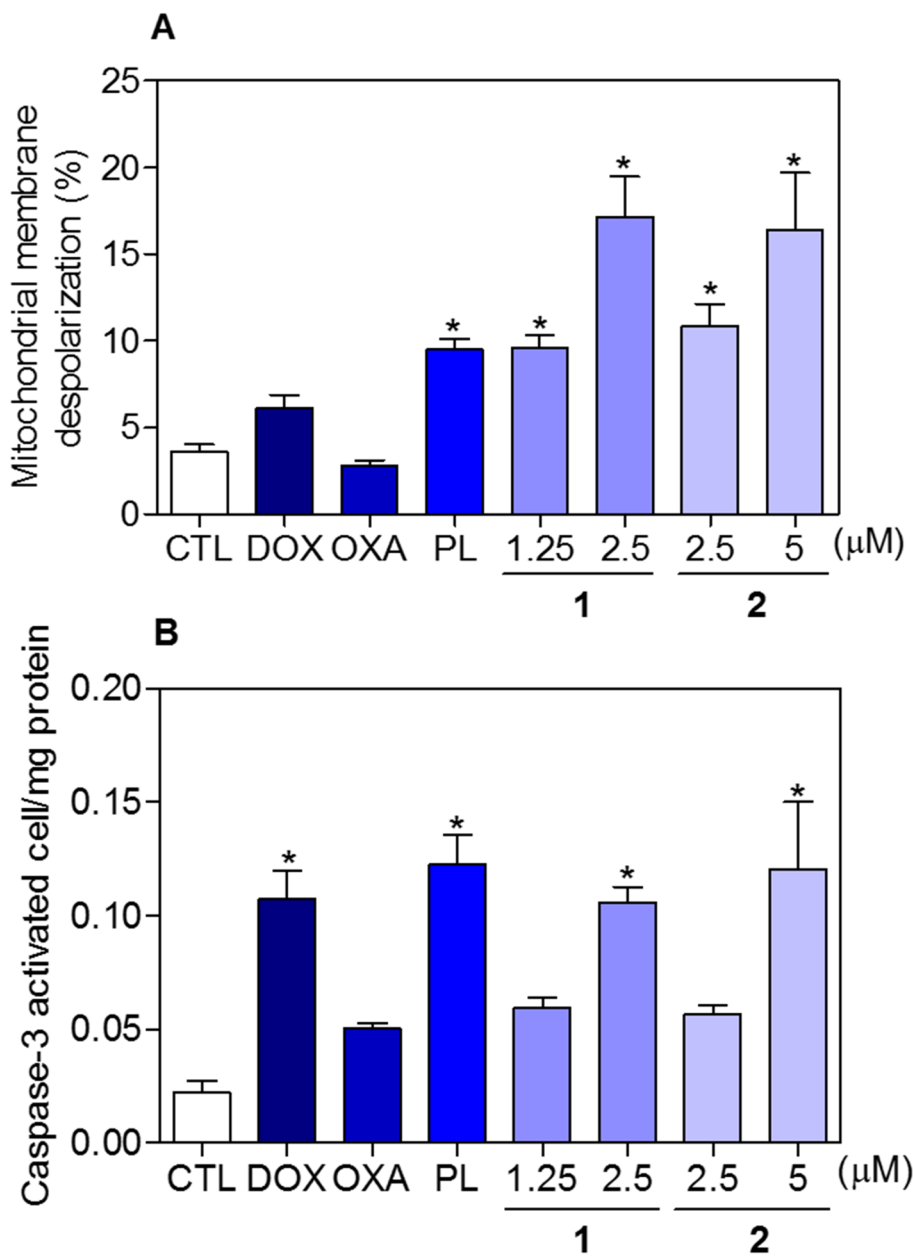 A
Mitochondrial membrane
despolarization (%)
25
20
15
10
5
0
* * * * *
CTL DOX OXA PL 1.25 2.5 2.5 5 (µM)
1 2
B
Caspase-3 activated cell/mg protein
0.20
0.15
0.10
0.05
0.00
* * * *
CTL DOX OXA PL 1.25 2.5 2.5 5 (µM)
1 2